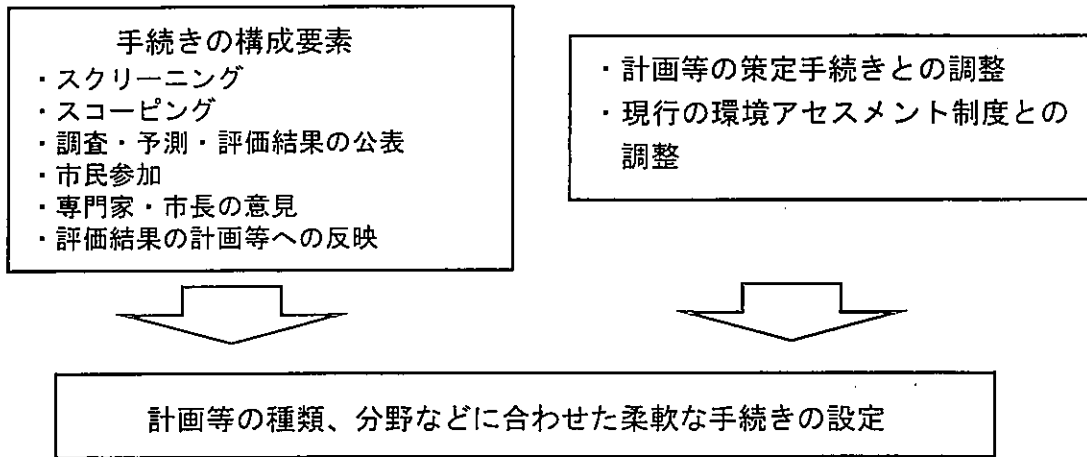 手続きの構成要素
・スクリーニング
・スコーピング
・調査・予測・評価結果の公表
・市民参加
・専門家・市長の意見
・評価結果の計画等への反映
・計画等の策定手続きとの調整
・現行の環境アセスメント制度との
調整
計画等の種類、分野などに合わせた柔軟な手続きの設定